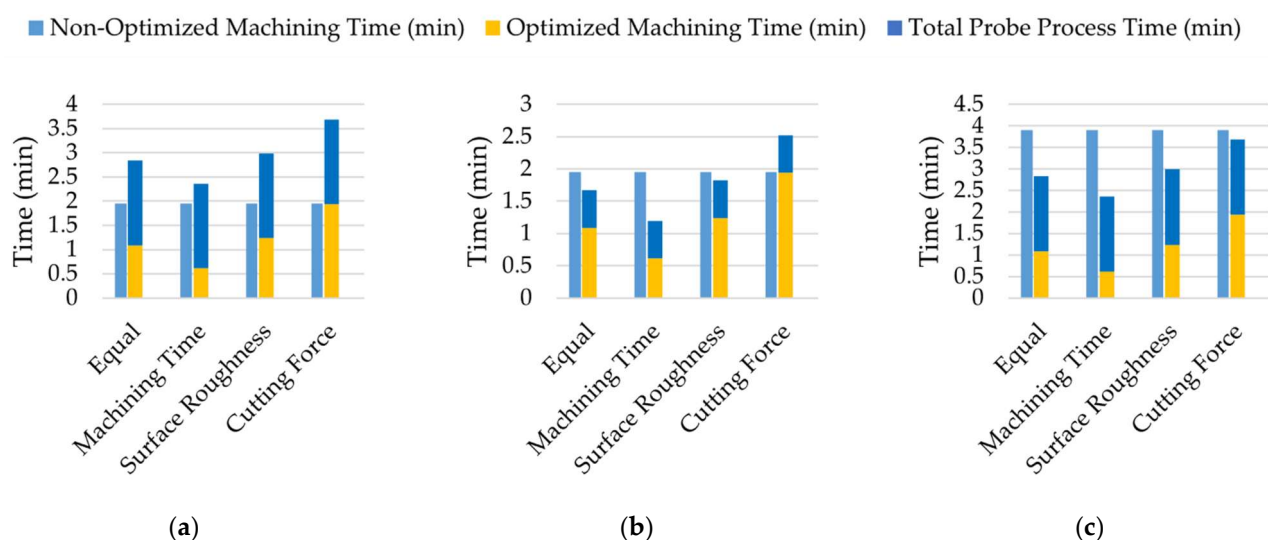 Non-Optimized Machining Time (min) Optimized Machining Time (min) Total Probe Process Time (min)
Time (min)
4
3.5
3
2.5
2
1.5
1
0.5
0
Equal
Machining Time
Surface Roughness
Cutting Force
(a)
Time (min)
3
2.5
2
1.5
1
0.5
0
Equal
Machining Time
Surface Roughness
Cutting Force
(b)
Time (min)
4.5
4
3.5
3
2.5
2
1.5
1
0.5
0
Equal
Machining Time
Surface Roughness
Cutting Force
(c)